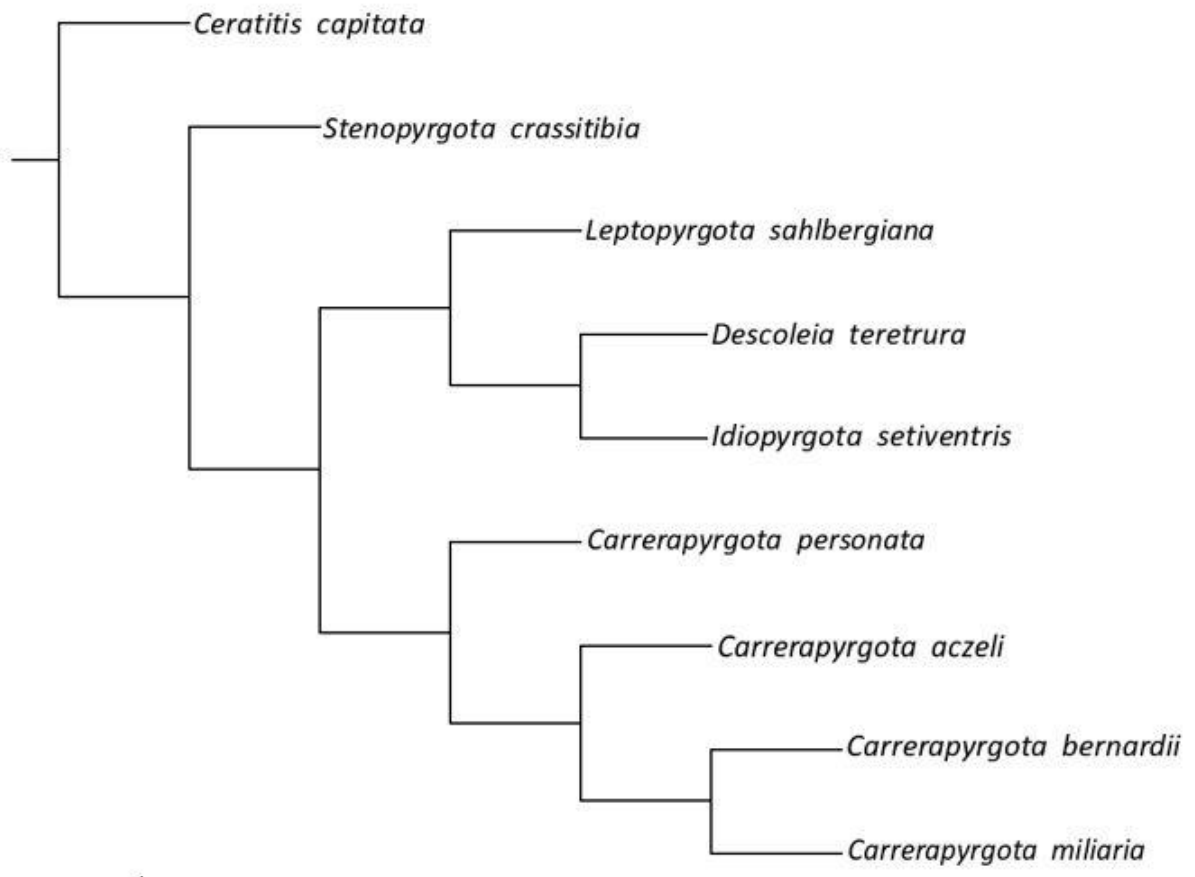 Ceratitis capitata
Stenopyrgota crassitibia
Leptopyrgota sahlbergiana
Descoleia teretrura
Idiopyrgota setiventris
Carrerapyrgota personata
Carrerapyrgota aczeli
Carrerapyrgota bernardii
Carrerapyrgota miliaria